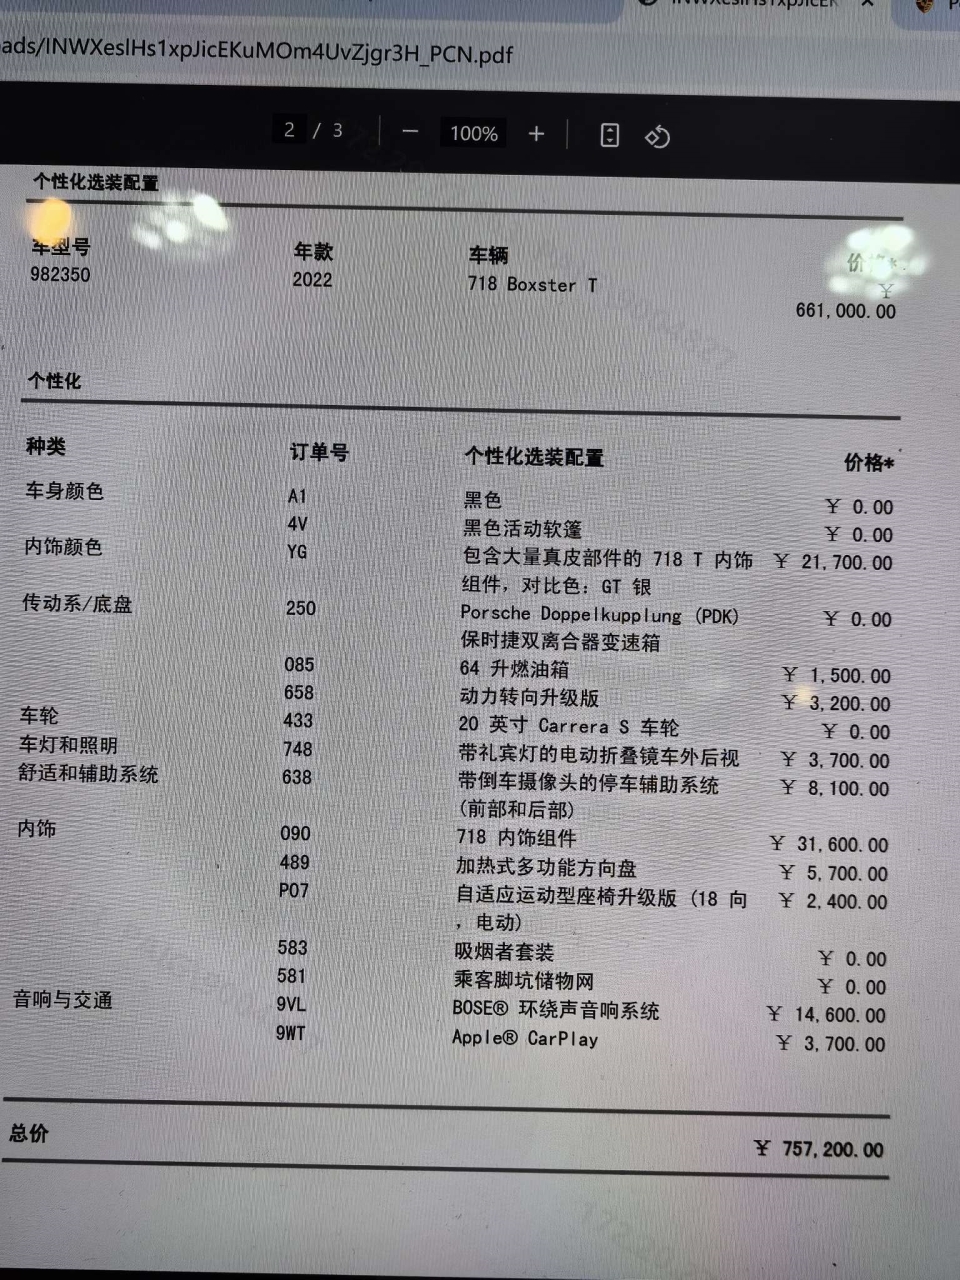 ads/INWXeslHs1xpJicEKuMOm4UvZjgr3H_PCN.pdf
2 / 3 − 100% +
个性化选装配置
车型号 年款 车辆 价格*
982350 2022 718 Boxster T ¥
661,000.00
个性化
种类 订单号 个性化选装配置 价格*
车身颜色 A1 黑色 ¥ 0.00
4V 黑色活动软篷 ¥ 0.00
内饰颜色 YG 包含大量真皮部件的 718 T 内饰 ¥ 21,700.00
组件，对比色：GT 银
传动系/底盘 250 Porsche Doppelkupplung (PDK) ¥ 0.00
保时捷双离合器变速箱
085 64 升燃油箱 ¥ 1,500.00
658 动力转向升级版 ¥ 3,200.00
车轮 433 20 英寸 Carrera S 车轮 ¥ 0.00
车灯和照明 748 带礼宾灯的电动折叠镜车外后视 ¥ 3,700.00
舒适和辅助系统 638 带倒车摄像头的停车辅助系统 ¥ 8,100.00
(前部和后部)
内饰 090 718 内饰组件 ¥ 31,600.00
489 加热式多功能方向盘 ¥ 5,700.00
P07 自适应运动型座椅升级版 (18 向 ¥ 2,400.00
，电动)
583 吸烟者套装 ¥ 0.00
581 乘客脚坑储物网 ¥ 0.00
音响与交通 9VL BOSE® 环绕声音响系统 ¥ 14,600.00
9WT Apple® CarPlay ¥ 3,700.00
总价 ¥ 757,200.00